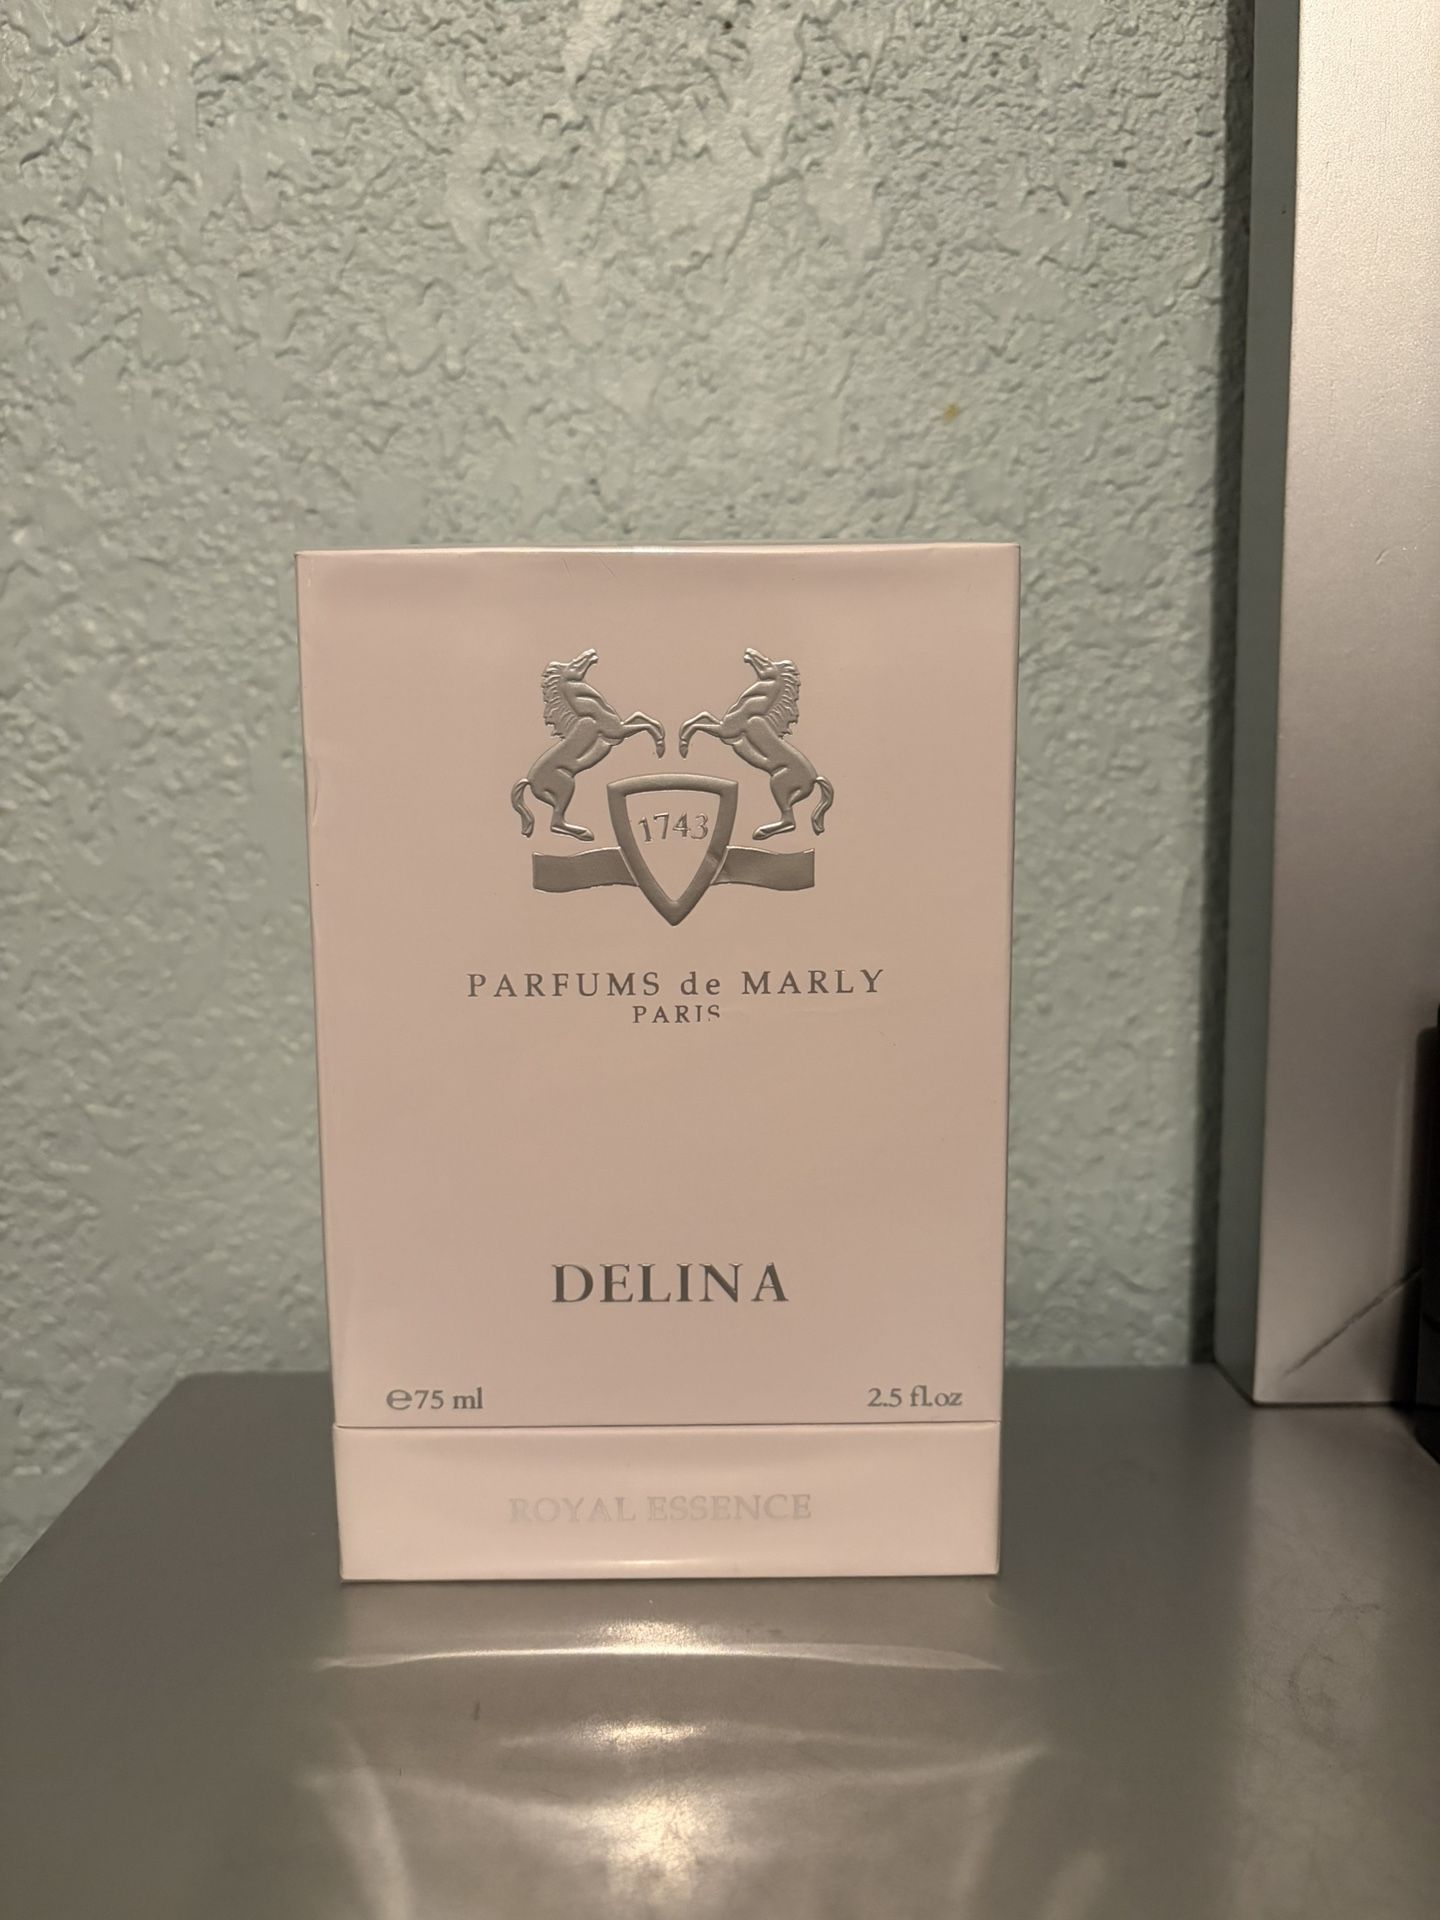 1743
PARFUMS de MARLY
PARIS
DELINA
℮75 ml 2.5 fl.oz
ROYAL ESSENCE